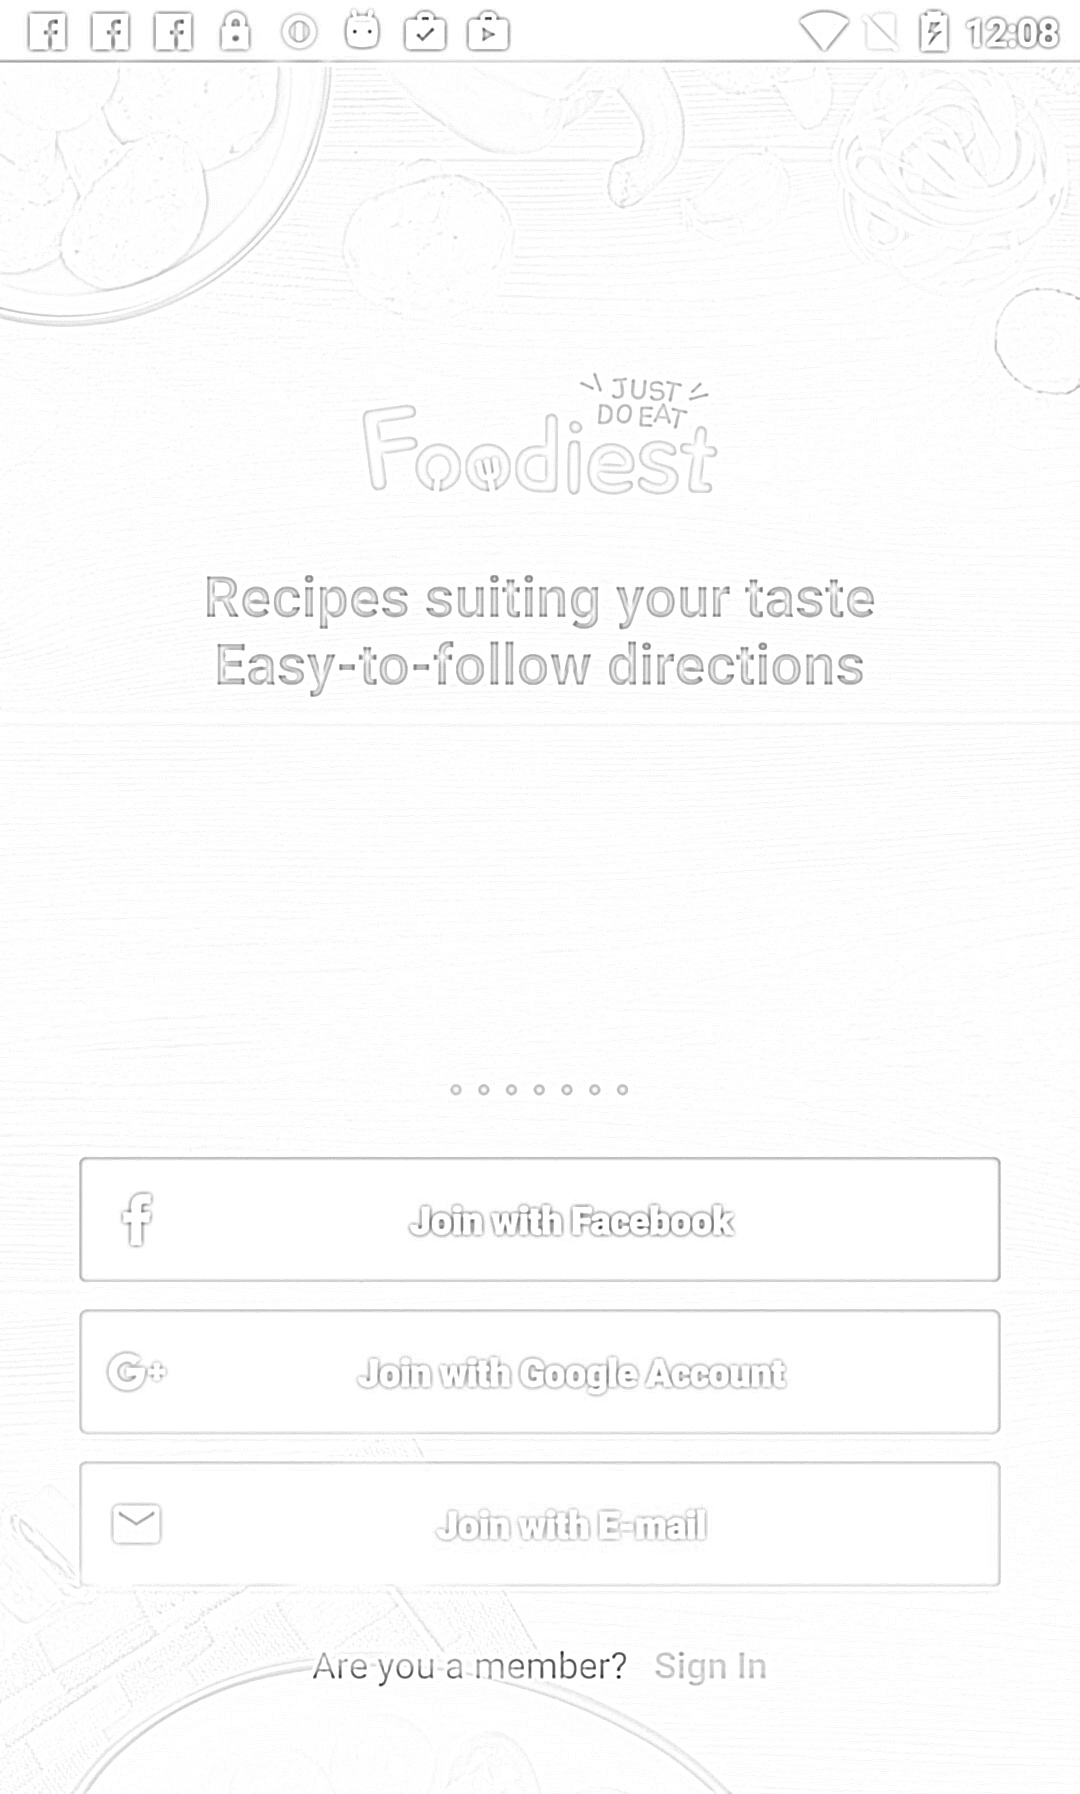 12:08
JUST
DO EAT
Foodiest
Recipes suiting your taste
Easy-to-follow directions
Join with Facebook
Join with Google Account
Join with E-mail
Are you a member? Sign In